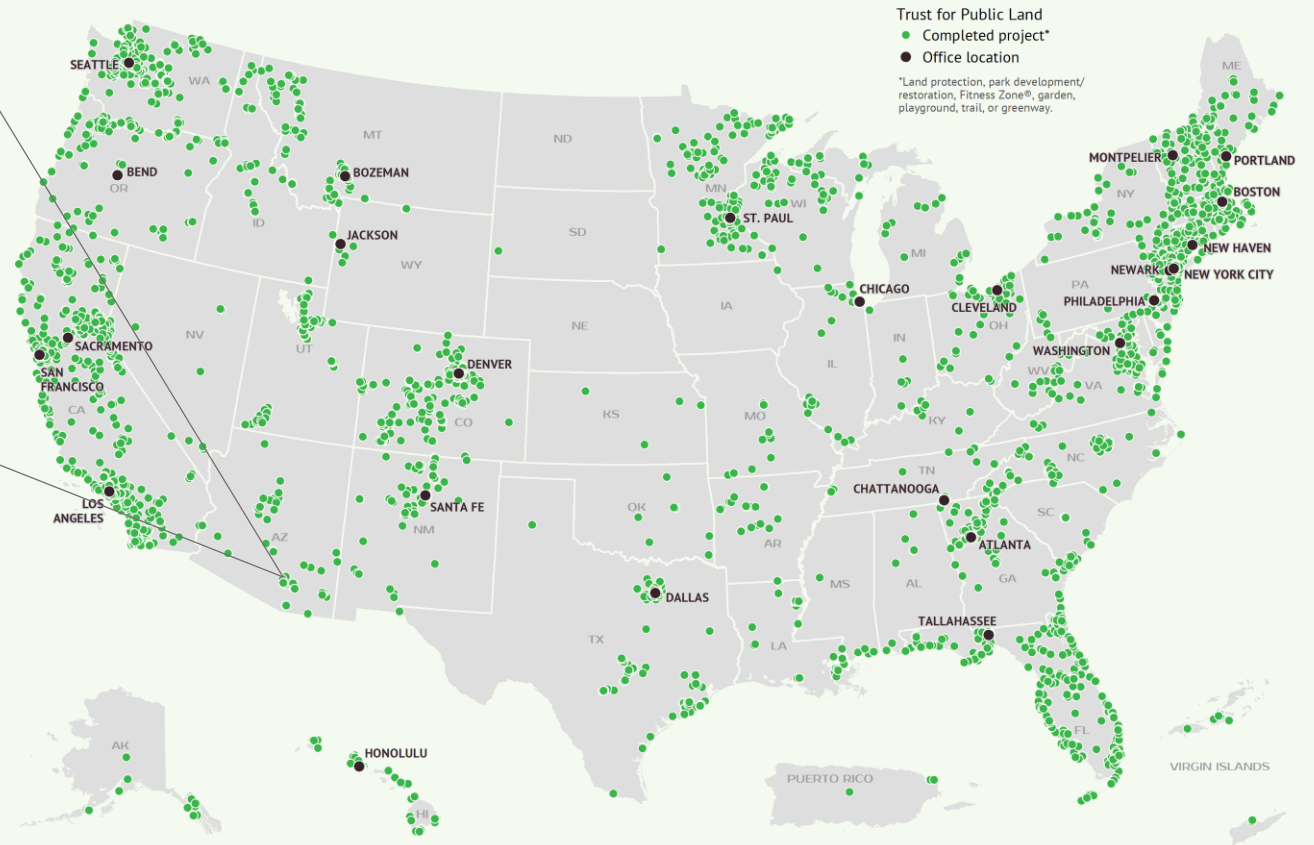 Trust for Public Land
Completed project*
Office location
*Land protection, park development/
restoration, Fitness Zone®, garden,
playground, trail, or greenway.
SEATTLE
WA
ME
MT
ND
MONTPELIER
PORTLAND
BEND
OR
BOZEMAN
MN
BOSTON
NY
ID
SD
ST. PAUL
WI
JACKSON
WY
MI
NEW HAVEN
NEWARK
NEW YORK CITY
IA
CHICAGO
CLEVELAND
PA
PHILADELPHIA
NV
NE
IN
OH
SACRAMENTO
UT
WASHINGTON
SAN
FRANCISCO
DENVER
IL
WV
VA
CA
CO
KS
MO
KY
NC
TN
LOS
ANGELES
SANTA FE
CHATTANOOGA
AZ
NM
OK
AR
SC
ATLANTA
MS
AL
GA
DALLAS
TALLAHASSEE
TX
LA
FL
AK
HONOLULU
HI
PUERTO RICO
VIRGIN ISLANDS